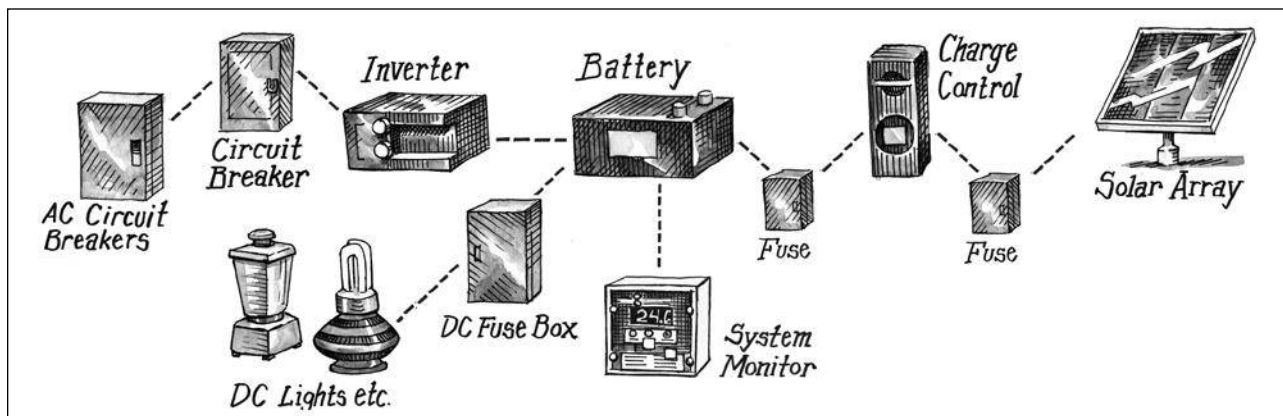 Inverter
Battery
Charge
Control
Circuit
Breaker
Solar Array
AC Circuit
Breakers
Fuse
Fuse
DC Fuse Box
24.6
System
Monitor
DC Lights etc.